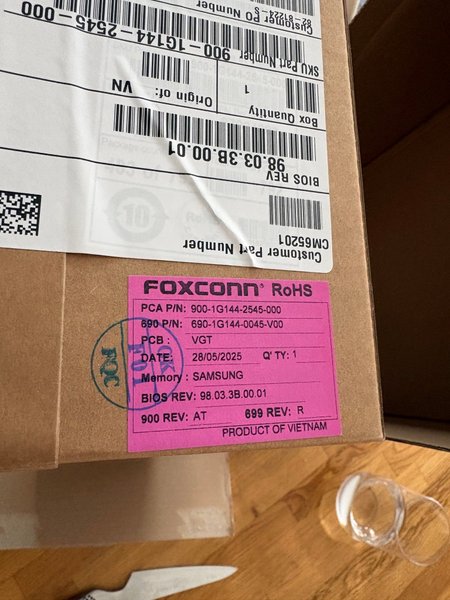 Customer PO Number
SKU Part Number
900-1G144-2545-000
Box Quantity
1
Origin of:
VN
BIOS REV
98.03.3B.00.01
Customer Part Number
CM65201
FOXCONN® RoHS
PCA P/N: 900-1G144-2545-000
690 P/N: 690-1G144-0045-V00
PCB : VGT
DATE: 28/05/2025 Q' TY: 1
Memory : SAMSUNG
BIOS REV: 98.03.3B.00.01
900 REV: AT 699 REV: R
PRODUCT OF VIETNAM
OK
F01
FQC